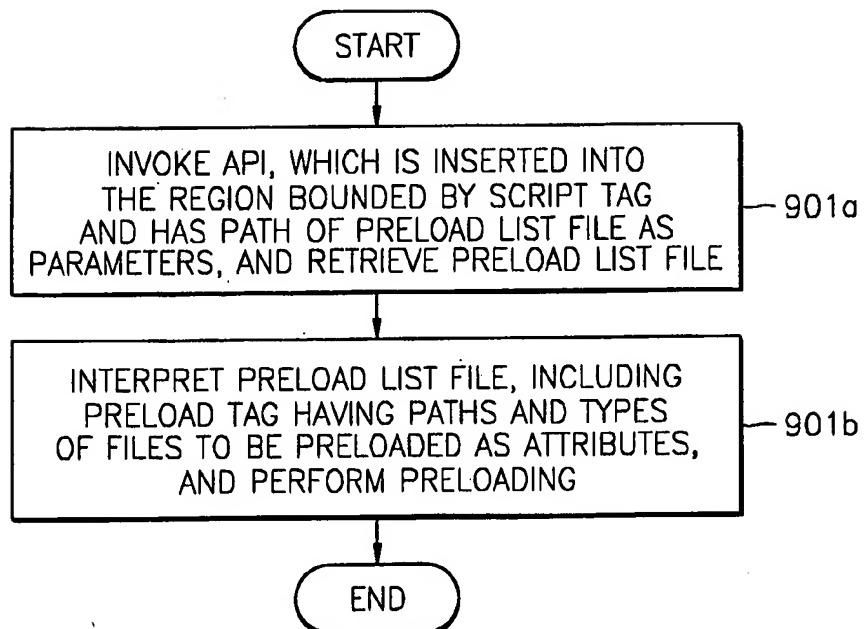 START
INVOKE API, WHICH IS INSERTED INTO
THE REGION BOUNDED BY SCRIPT TAG
AND HAS PATH OF PRELOAD LIST FILE AS
PARAMETERS, AND RETRIEVE PRELOAD LIST FILE
901a
INTERPRET PRELOAD LIST FILE, INCLUDING
PRELOAD TAG HAVING PATHS AND TYPES
OF FILES TO BE PRELOADED AS ATTRIBUTES,
AND PERFORM PRELOADING
901b
END